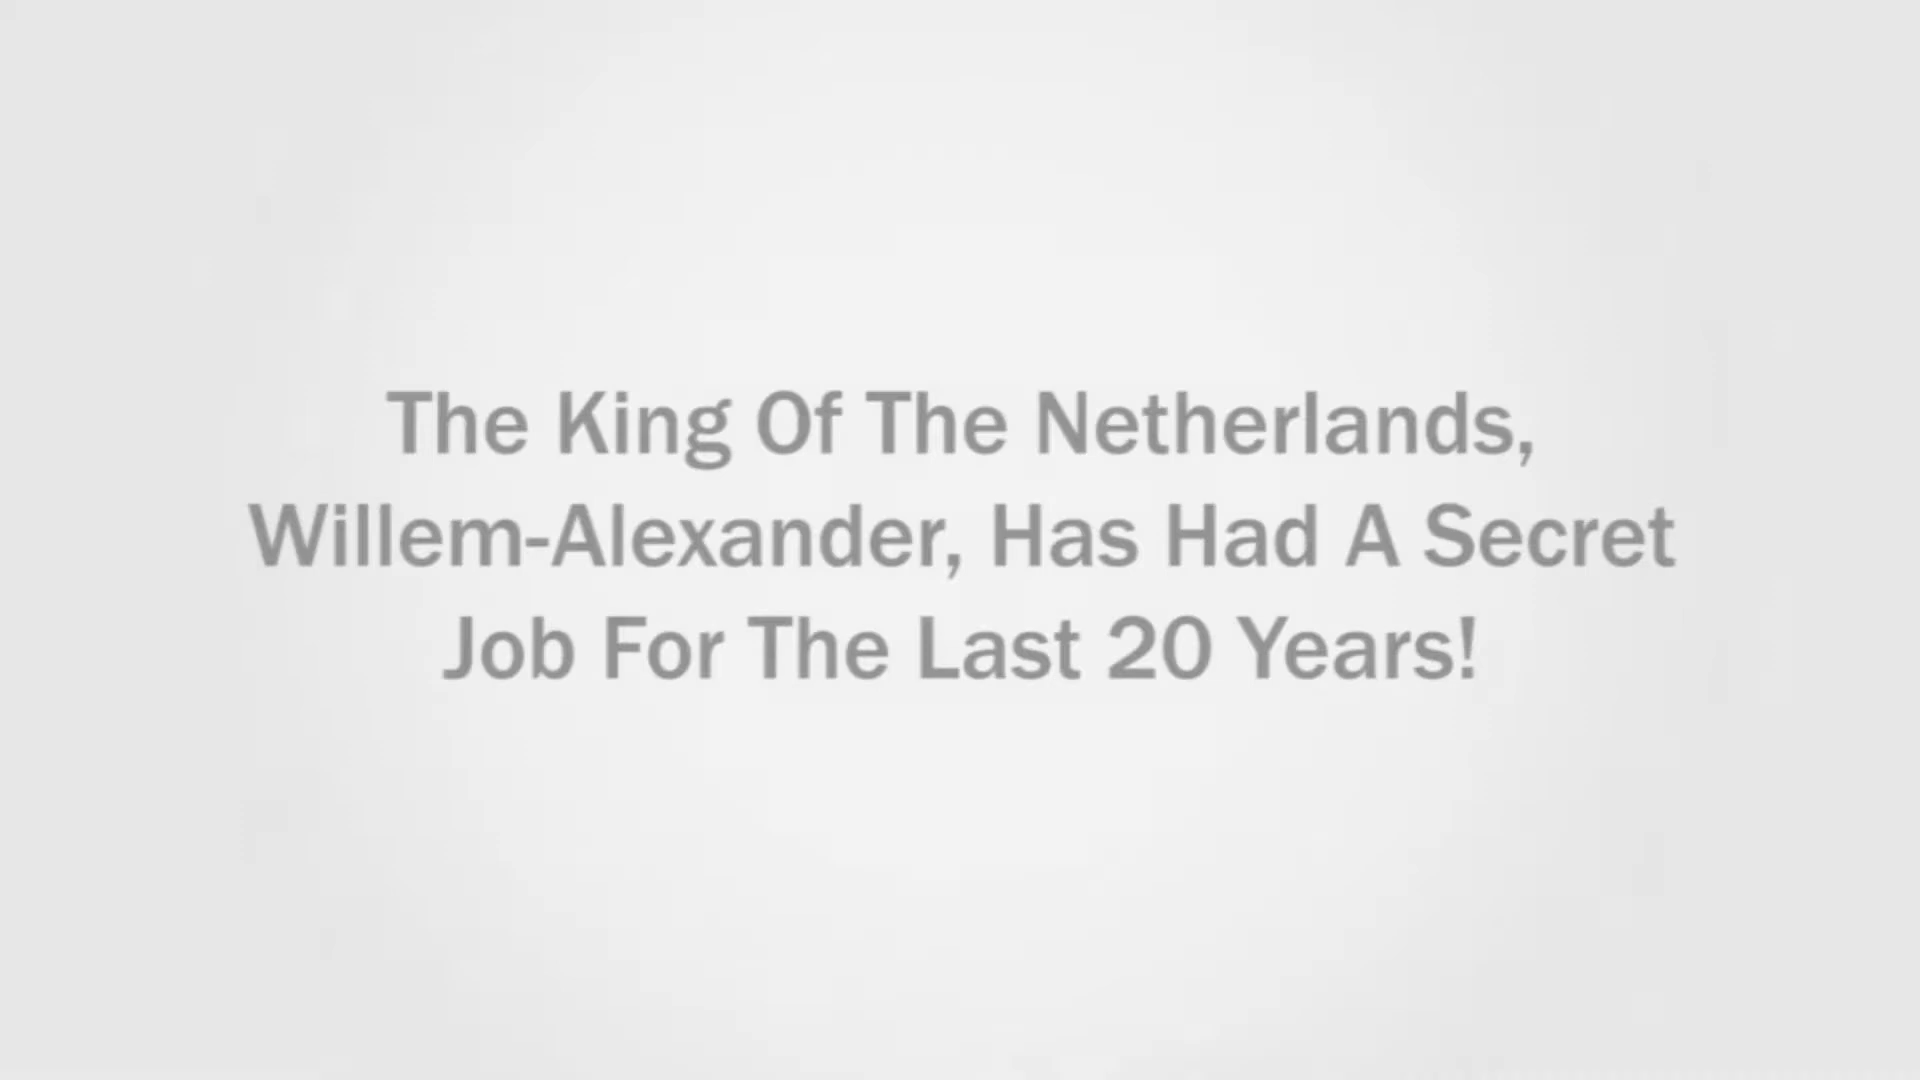 The King Of The Netherlands,
Willem-Alexander, Has Had A Secret
Job For The Last 20 Years!